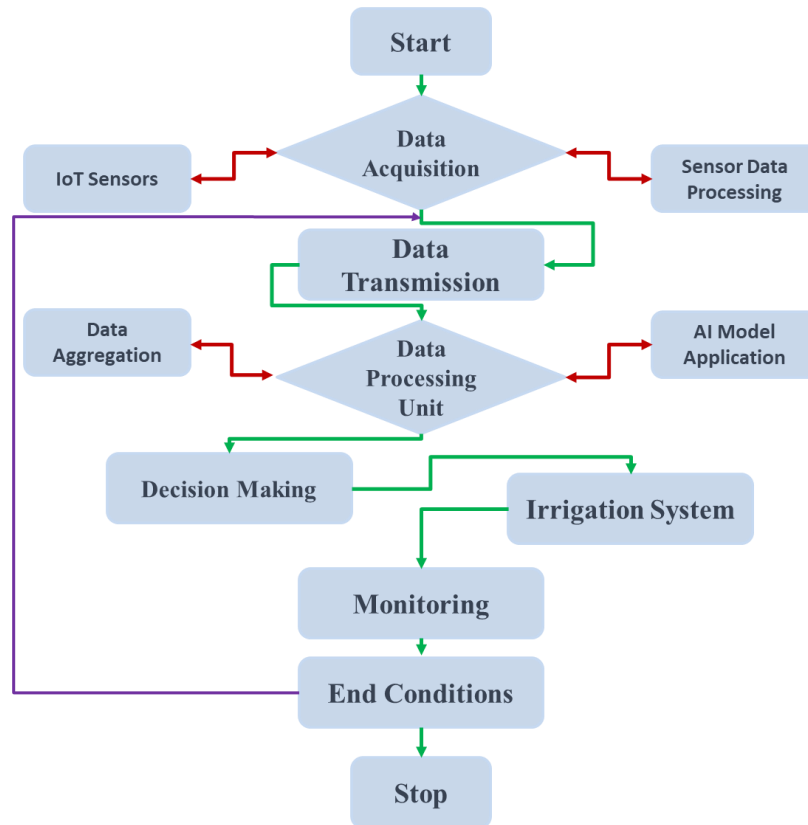 Start
Data
Acquisition
IoT Sensors
Sensor Data
Processing
Data
Transmission
Data
Aggregation
Data
Processing
Unit
AI Model
Application
Decision Making
Irrigation System
Monitoring
End Conditions
Stop